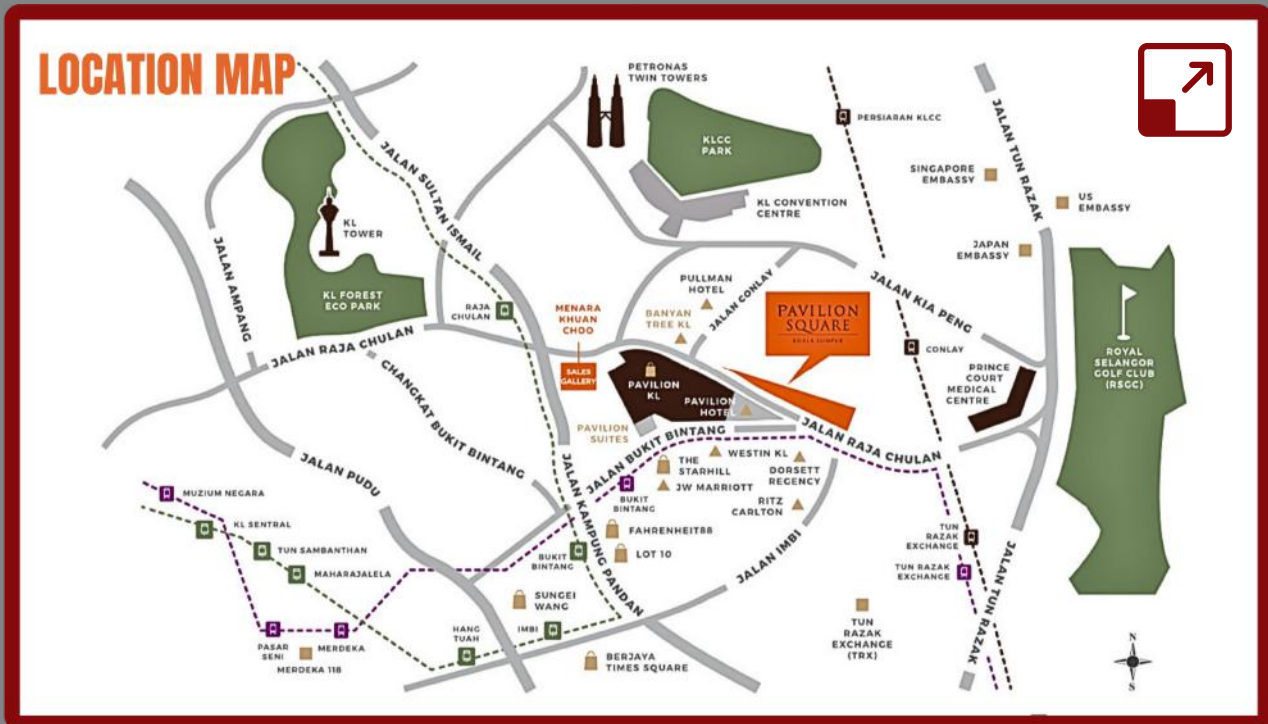 LOCATION MAP
PETRONAS
TWIN TOWERS
KLCC
PARK
PERSIARAN KLCC
JALAN TUN RAZAK
SINGAPORE
EMBASSY
US
EMBASSY
JAPAN
EMBASSY
JALAN SULTAN ISMAIL
KL CONVENTION
CENTRE
KL
TOWER
JALAN AMPANG
KL FOREST
ECO PARK
RAJA
CHULAN
MENARA
KHUAN
CHOO
SALES
GALLERY
PULLMAN
HOTEL
BANYAN
TREE KL
JALAN CONLAY
PAVILION
SQUARE
KUALA LUMPUR
JALAN KIA PENG
CONLAY
ROYAL
SELANGOR
GOLF CLUB
(RSGC)
PRINCE
COURT
MEDICAL
CENTRE
JALAN RAJA CHULAN
CHANGKAT BUKIT BINTANG
PAVILION
KL
PAVILION
HOTEL
PAVILION
SUITES
JALAN BUKIT BINTANG
JALAN RAJA CHULAN
JALAN PUDU
JALAN KAMPUNG PANDAN
THE
STARHILL
WESTIN KL
DORSETT
REGENCY
JW MARRIOTT
RITZ
CARLTON
BUKIT
BINTANG
FAHRENHEIT88
LOT 10
BUKIT
BINTANG
JALAN IMBI
MUZIUM NEGARA
KL SENTRAL
TUN SAMBANTHAN
MAHARAJALELA
TUN
RAZAK
EXCHANGE
TUN RAZAK
EXCHANGE
JALAN TUN RAZAK
SUNGEI
WANG
IMBI
HANG
TUAH
PASAR
SENI
MERDEKA
MERDEKA 118
BERJAYA
TIMES SQUARE
TUN
RAZAK
EXCHANGE
(TRX)
N
S